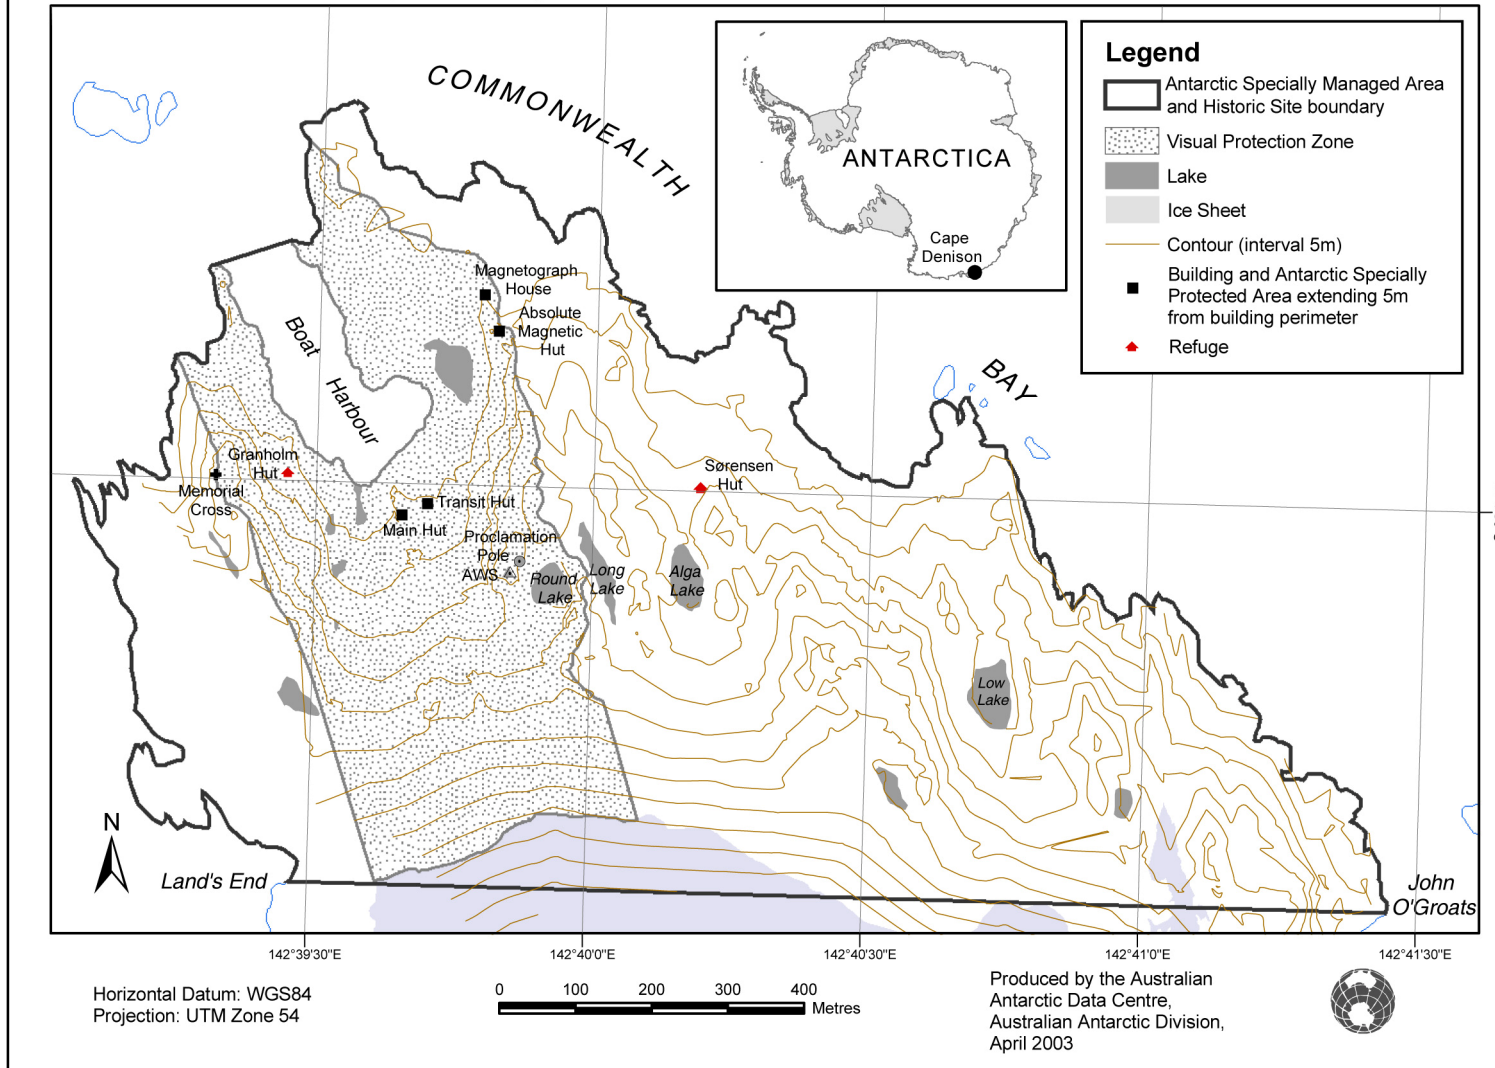 COMMONWEALTH
BAY
ANTARCTICA
Cape
Denison
Legend
Antarctic Specially Managed Area
and Historic Site boundary
Visual Protection Zone
Lake
Ice Sheet
Contour (interval 5m)
Building and Antarctic Specially
Protected Area extending 5m
from building perimeter
Refuge
Magnetograph
House
Absolute
Magnetic
Hut
Boat
Harbour
Granholm
Hut
Memorial
Cross
Transit Hut
Main Hut
Proclamation
Pole
AWS
Round
Lake
Long
Lake
Alga
Lake
Sørensen
Hut
Low
Lake
N
Land's End
John
O'Groats
142°39'30"E
142°40'0"E
142°40'30"E
142°41'0"E
142°41'30"E
Horizontal Datum: WGS84
Projection: UTM Zone 54
0 100 200 300 400
Metres
Produced by the Australian
Antarctic Data Centre,
Australian Antarctic Division,
April 2003